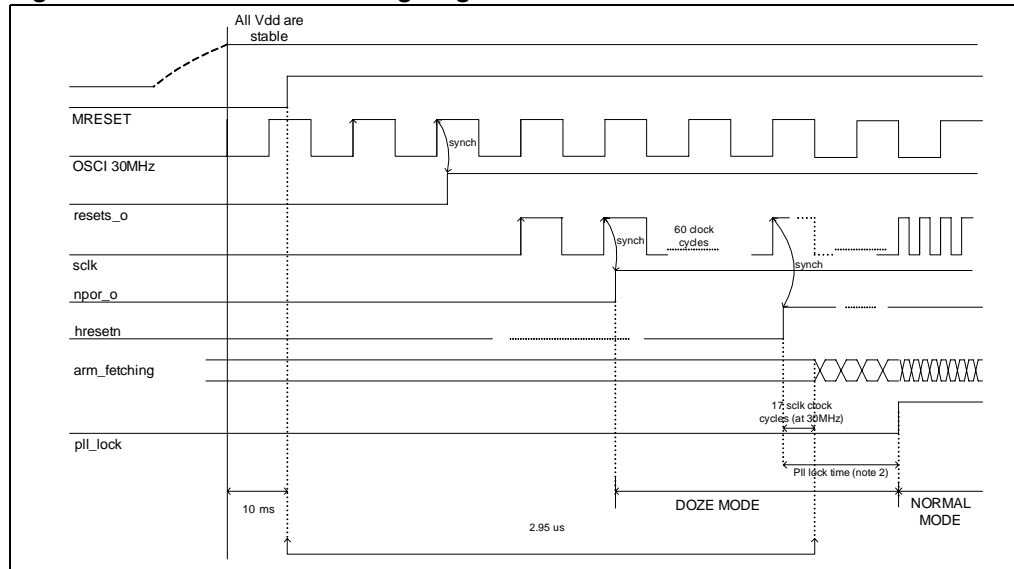 All Vdd are
stable
MRESET
synch
OSCI 30MHz
resets_o
60 clock
cycles
synch
synch
sclk
npor_o
hresetn
arm_fetching
17 sclk clock
cycles (at 30MHz)
pll_lock
Pll lock time (note 2)
10 ms
DOZE MODE
NORMAL
MODE
2.95 us